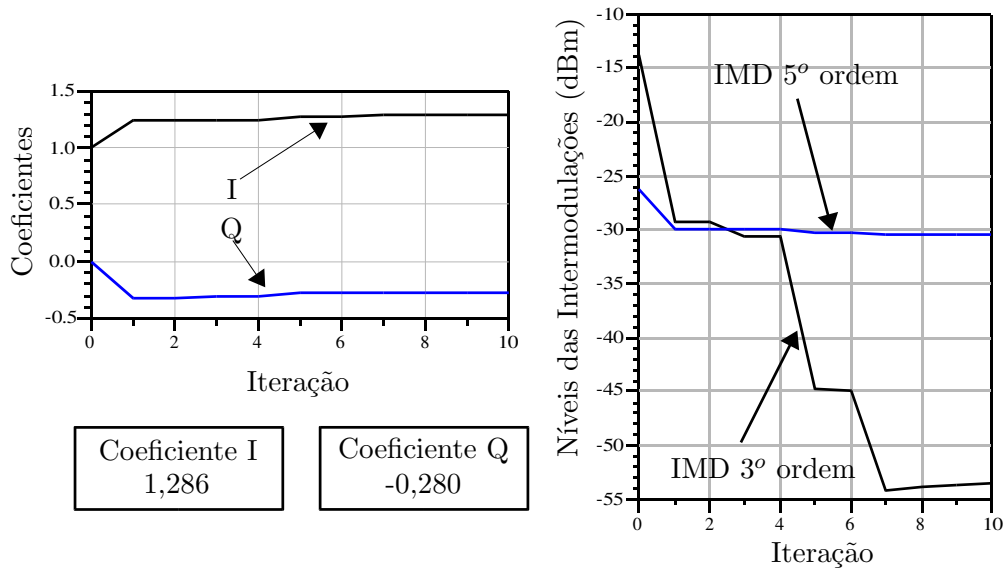 Coeficientes
1.5
1.0
0.5
0.0
-0.5
I
Q
0 2 4 6 8 10
Iteração
Coeficiente I
1,286
Coeficiente Q
-0,280
Níveis das Intermodulações (dBm)
-10
-15
-20
-25
-30
-35
-40
-45
-50
-55
IMD 5º ordem
IMD 3º ordem
0 2 4 6 8 10
Iteração